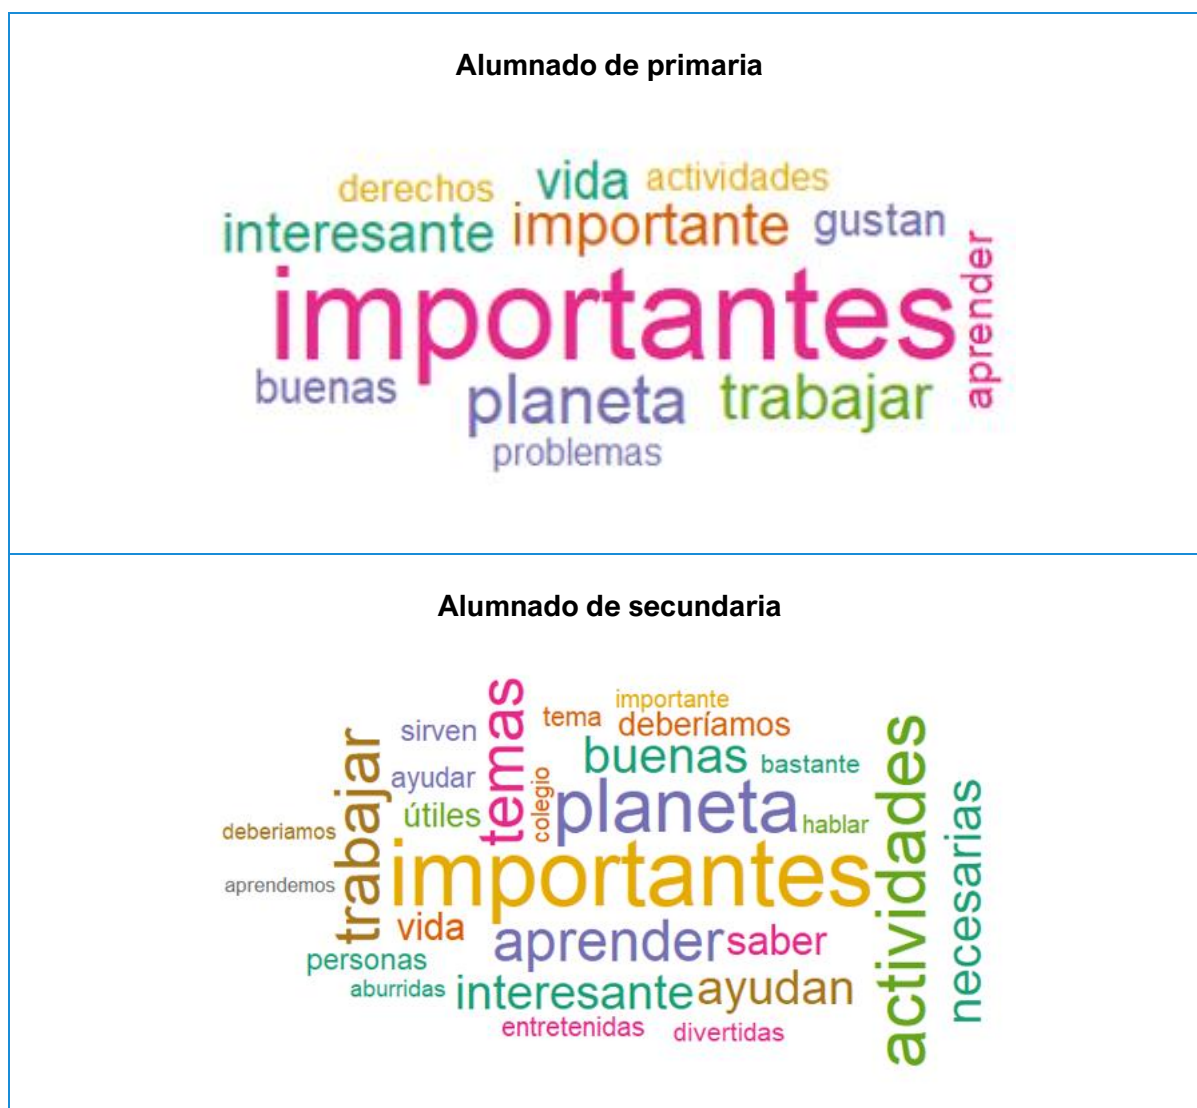 Alumnado de primaria
derechos vida actividades
interesante importante gustan
importantes
aprender
buenas planeta trabajar
problemas
Alumnado de secundaria
importante
sirven temas tema deberíamos
buenas bastante
trabajar ayudar
útiles colegio planeta hablar
deberiamos
importantes
aprendemos
actividades
necesarias
vida aprender saber
personas
aburridas interesante ayudan
entretenidas divertidas